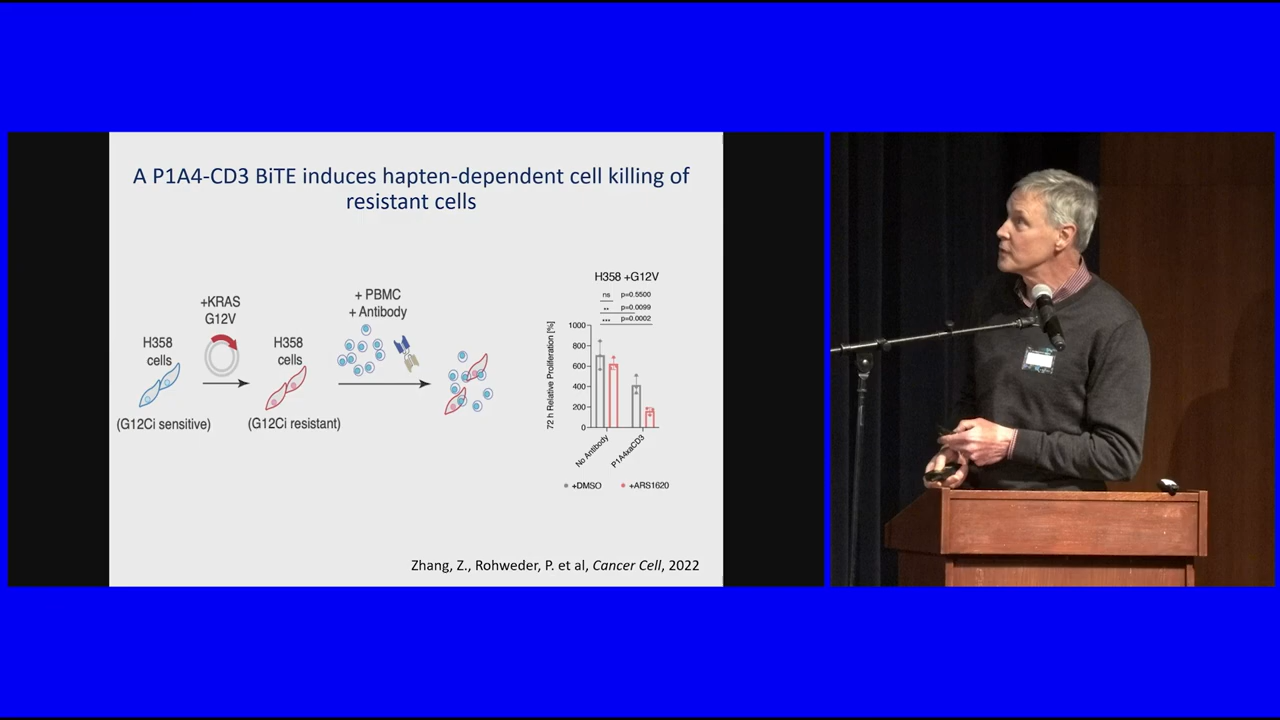 A P1A4-CD3 BiTE induces hapten-dependent cell killing of
resistant cells
+KRAS
G12V
H358
cells
(G12Ci sensitive)
H358
cells
(G12Ci resistant)
+ PBMC
+ Antibody
H358 +G12V
ns p=0.5500
** p=0.0099
*** p=0.0002
72 h Relative Proliferation [%]
1000
800
600
400
200
0
No Antibody
P1A4xaCD3
+DMSO
+ARS1620
Zhang, Z., Rohweder, P. et al, Cancer Cell, 2022